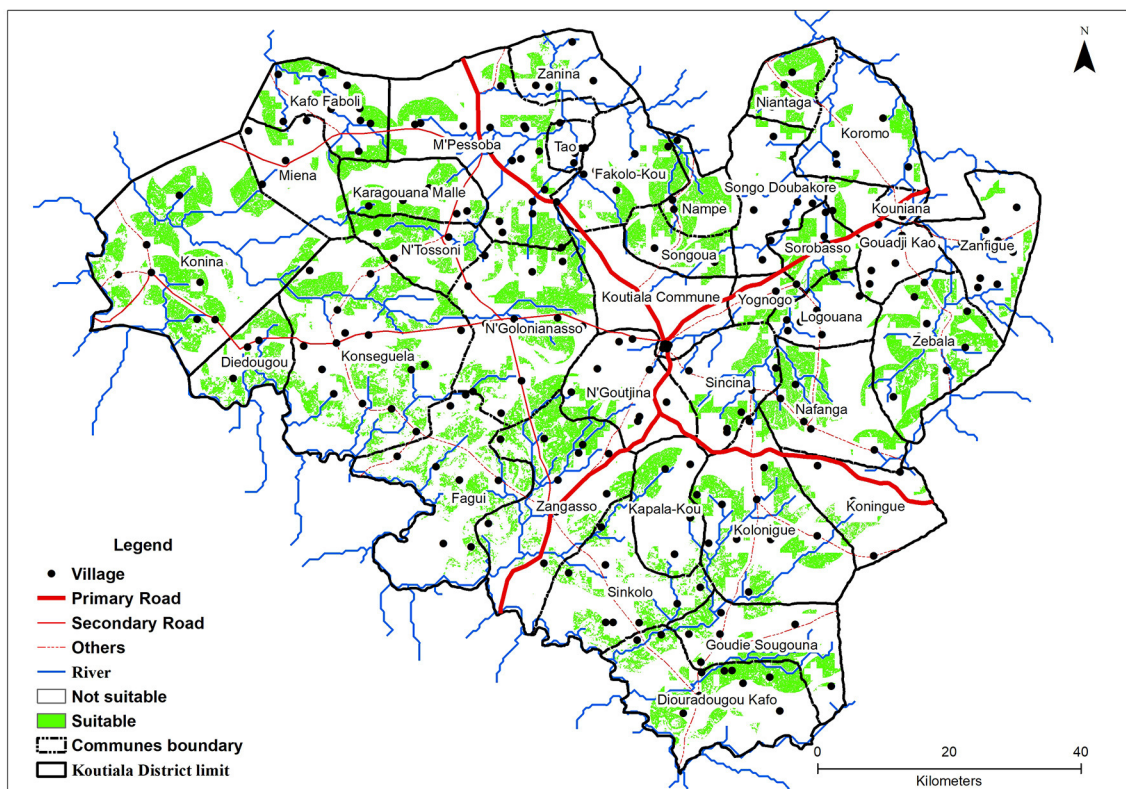 N
Zanina
Kafo Faboli
Niantaga
Koromo
M'Pessoba
Tao
Miena
'Fakolo-Kou
Karagouana Malle
Songo Doubakore
Nampe
Kouniana
N'Tossoni
Songoua
Sorobasso
Gouadji Kao
Zanfigue
Konina
Koutiala Commune
Yognogo
Logouana
N'Golonianasso
Zebala
Diedougou
Konseguela
N'Goutjina
Sincina
Nafanga
Fagui
Zangasso
Kapala-Kou
Kolonigue
Koningue
Sinkolo
Goudie Sougouna
Diouradougou Kafo
Legend
Village
Primary Road
Secondary Road
Others
River
Not suitable
Suitable
Communes boundary
Koutiala District limit
0 20 40
Kilometers